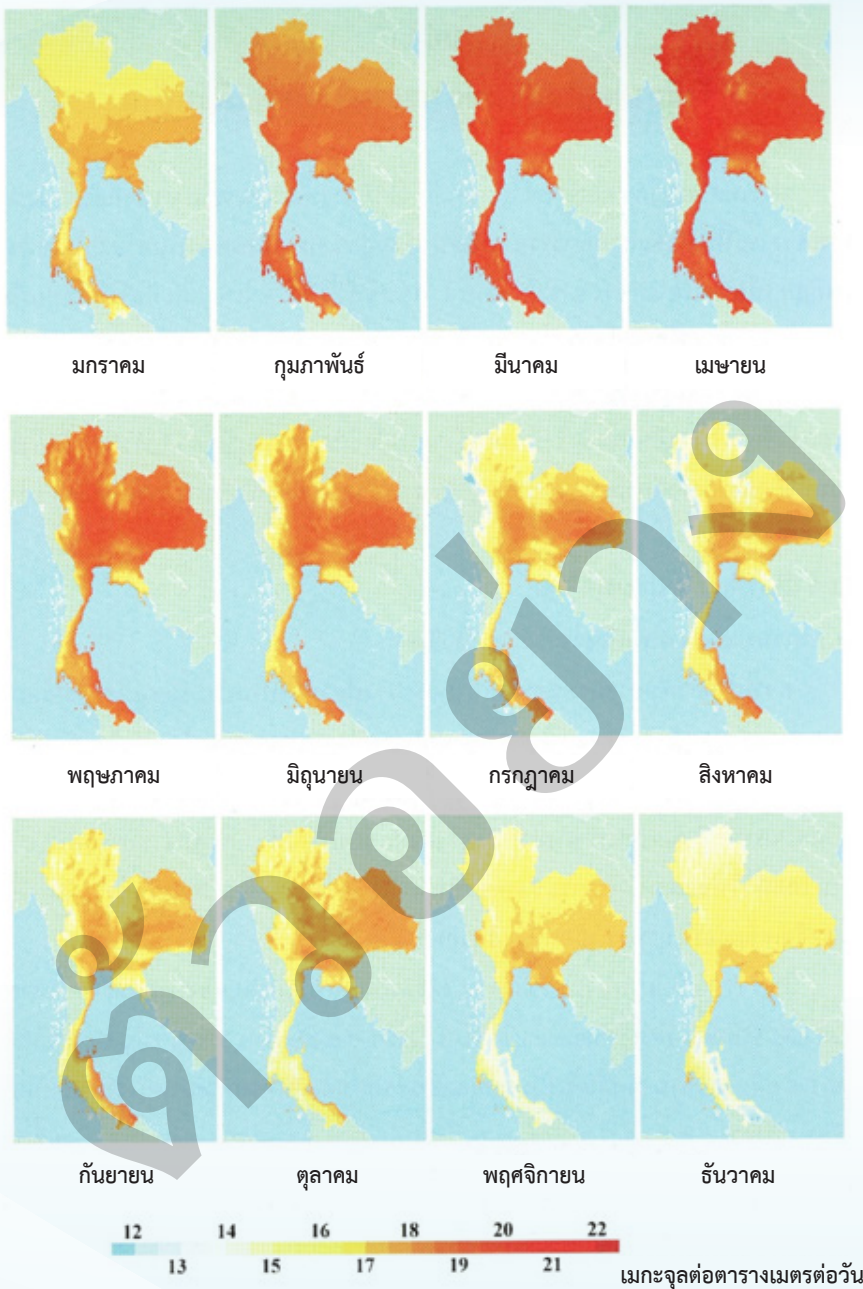 มกราคม กุมภาพันธ์ มีนาคม เมษายน
พฤษภาคม มิถุนายน กรกฎาคม สิงหาคม
กันยายน ตุลาคม พฤศจิกายน ธันวาคม
12 14 16 18 20 22
13 15 17 19 21
เมกะจูลต่อตารางเมตรต่อวัน
ตัวอย่าง